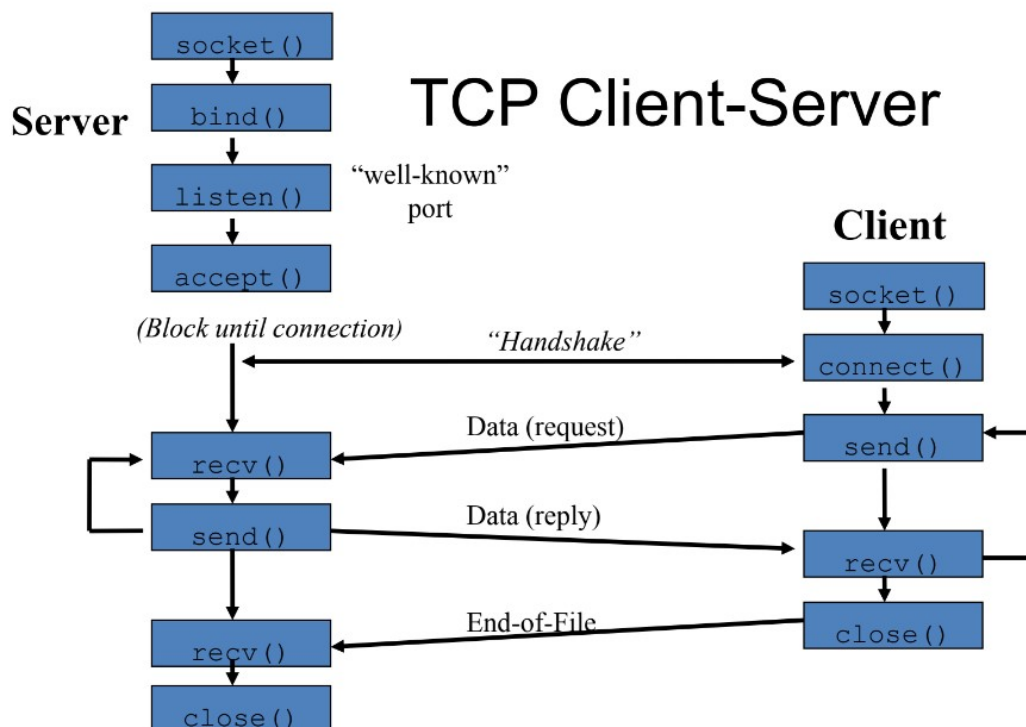 socket()
TCP Client-Server
Server
bind()
listen()
“well-known”
port
accept()
Client
socket()
(Block until connection)
“Handshake”
connect()
Data (request)
send()
recv()
send()
Data (reply)
recv()
End-of-File
close()
recv()
close()